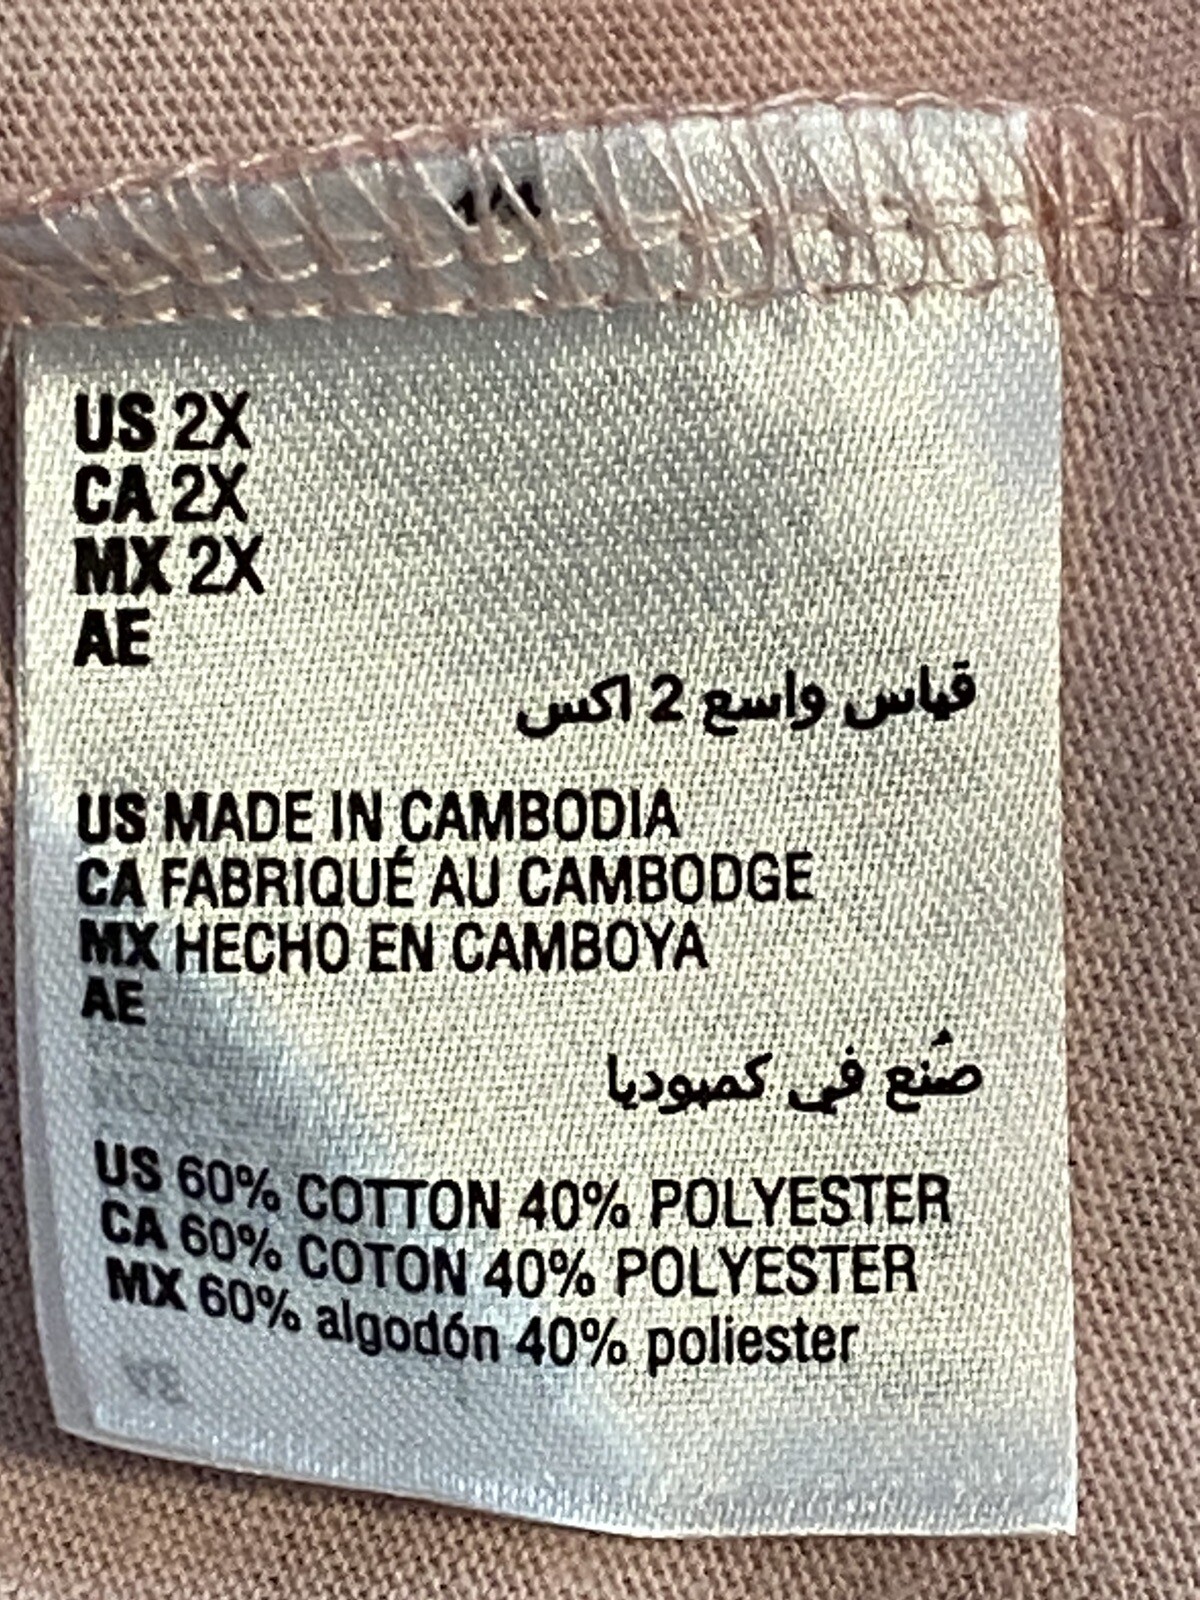 US 2X
CA 2X
MX 2X
AE
قياس واسع 2 اكس
US MADE IN CAMBODIA
CA FABRIQUÉ AU CAMBODGE
MX HECHO EN CAMBOYA
AE
صُنع في كمبوديا
US 60% COTTON 40% POLYESTER
CA 60% COTON 40% POLYESTER
MX 60% algodón 40% poliester